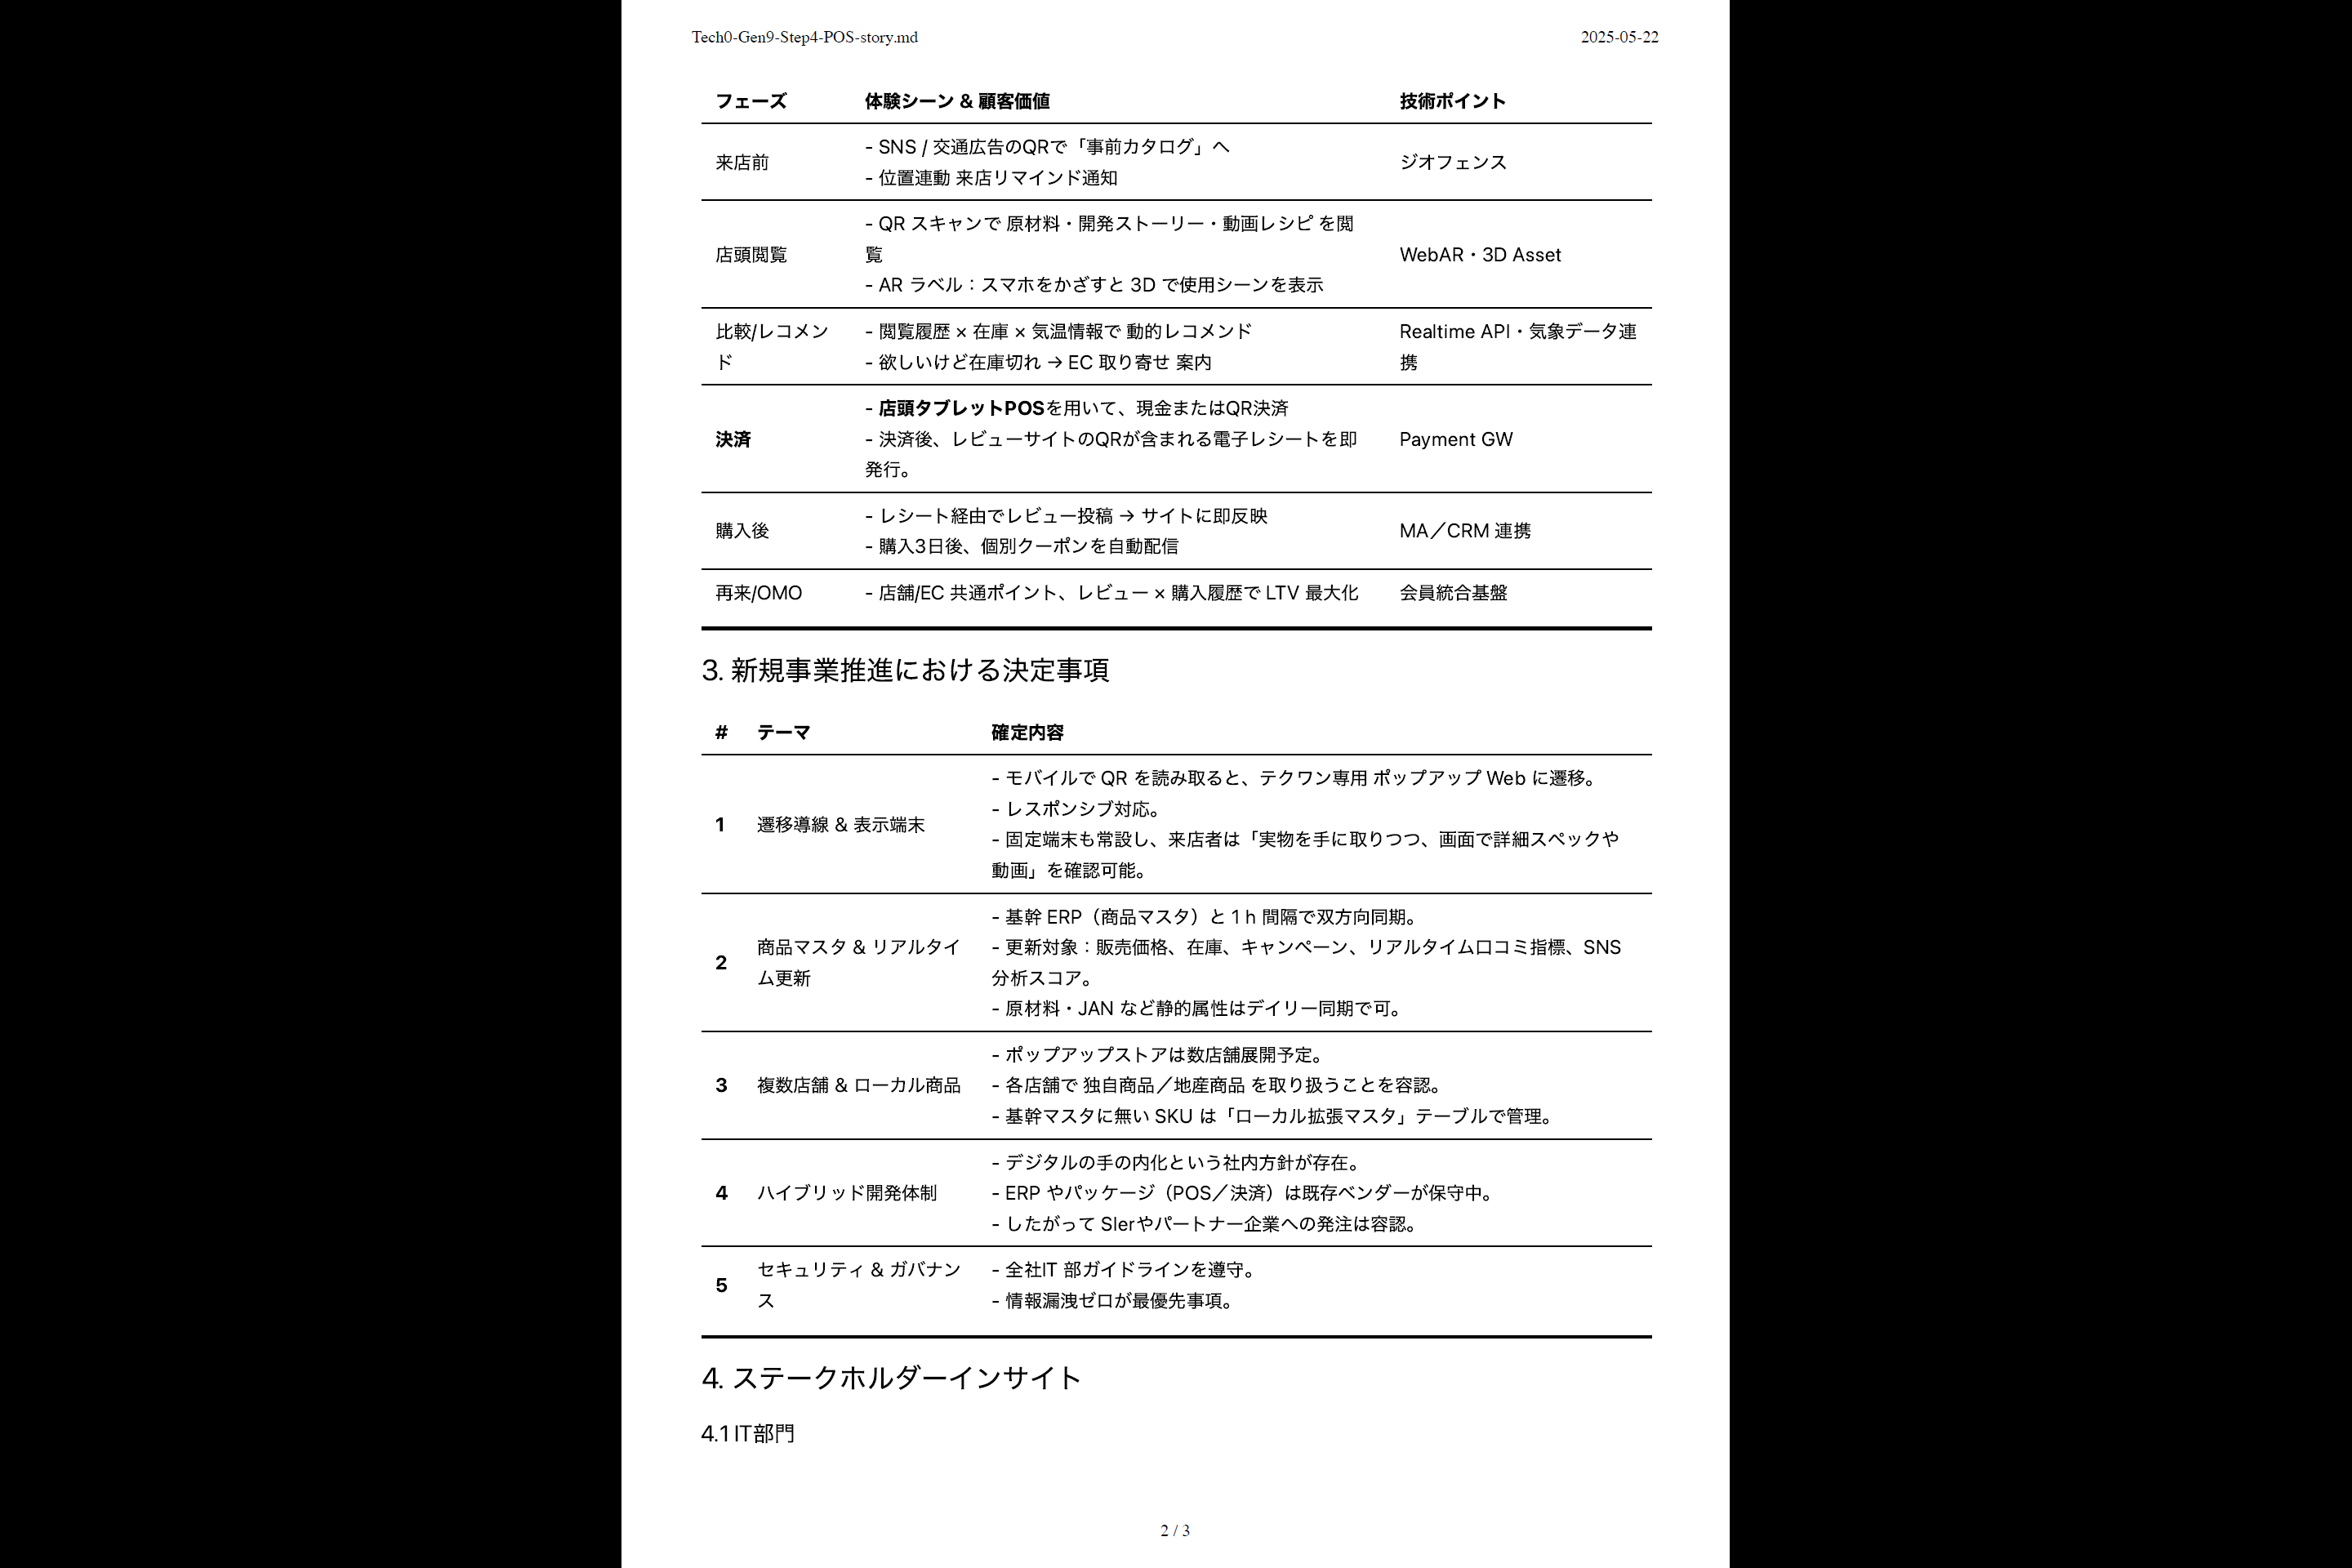 Tech0-Gen9-Step4-POS-story.md 2025-05-22
フェーズ 体験シーン & 顧客価値 技術ポイント
来店前
- SNS / 交通広告のQRで「事前カタログ」へ
- 位置連動 来店リマインド通知
ジオフェンス
店頭閲覧
- QR スキャンで 原材料・開発ストーリー・動画レシピ を閲
覧
- AR ラベル：スマホをかざすと 3D で使用シーンを表示
WebAR・3D Asset
比較/レコメン
ド
- 閲覧履歴 × 在庫 × 気温情報で 動的レコメンド
- 欲しいけど在庫切れ → EC 取り寄せ 案内
Realtime API・気象データ連
携
決済
- 店頭タブレットPOSを用いて、現金またはQR決済
- 決済後、レビューサイトのQRが含まれる電子レシートを即
発行。
Payment GW
購入後
- レシート経由でレビュー投稿 → サイトに即反映
- 購入3日後、個別クーポンを自動配信
MA／CRM 連携
再来/OMO
- 店舗/EC 共通ポイント、レビュー × 購入履歴で LTV 最大化
会員統合基盤
3. 新規事業推進における決定事項
# テーマ 確定内容
1
遷移導線 & 表示端末
- モバイルで QR を読み取ると、テクワン専用 ポップアップ Web に遷移。
- レスポンシブ対応。
- 固定端末も常設し、来店者は「実物を手に取りつつ、画面で詳細スペックや
動画」を確認可能。
2
商品マスタ & リアルタイ
ム更新
- 基幹 ERP（商品マスタ）と 1 h 間隔で双方向同期。
- 更新対象：販売価格、在庫、キャンペーン、リアルタイム口コミ指標、SNS
分析スコア。
- 原材料・JAN など静的属性はデイリー同期で可。
3
複数店舗 & ローカル商品
- ポップアップストアは数店舗展開予定。
- 各店舗で 独自商品／地産商品 を取り扱うことを容認。
- 基幹マスタに無い SKU は「ローカル拡張マスタ」テーブルで管理。
4
ハイブリッド開発体制
- デジタルの手の内化という社内方針が存在。
- ERP やパッケージ（POS／決済）は既存ベンダーが保守中。
- したがって SIerやパートナー企業への発注は容認。
5
セキュリティ & ガバナン
ス
- 全社IT 部ガイドラインを遵守。
- 情報漏洩ゼロが最優先事項。
4. ステークホルダーインサイト
4.1 IT部門
2 / 3